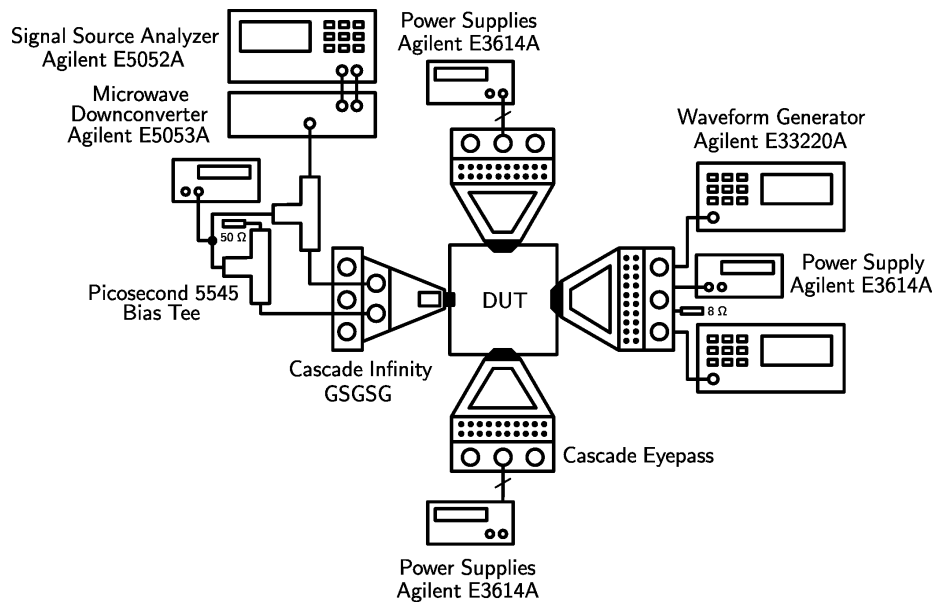 Signal Source Analyzer
Agilent E5052A
Power Supplies
Agilent E3614A
Microwave
Downconverter
Agilent E5053A
Waveform Generator
Agilent E33220A
50 Ω
Picosecond 5545
Bias Tee
DUT
Power Supply
Agilent E3614A
8 Ω
Cascade Infinity
GSGSG
Cascade Eyepass
Power Supplies
Agilent E3614A